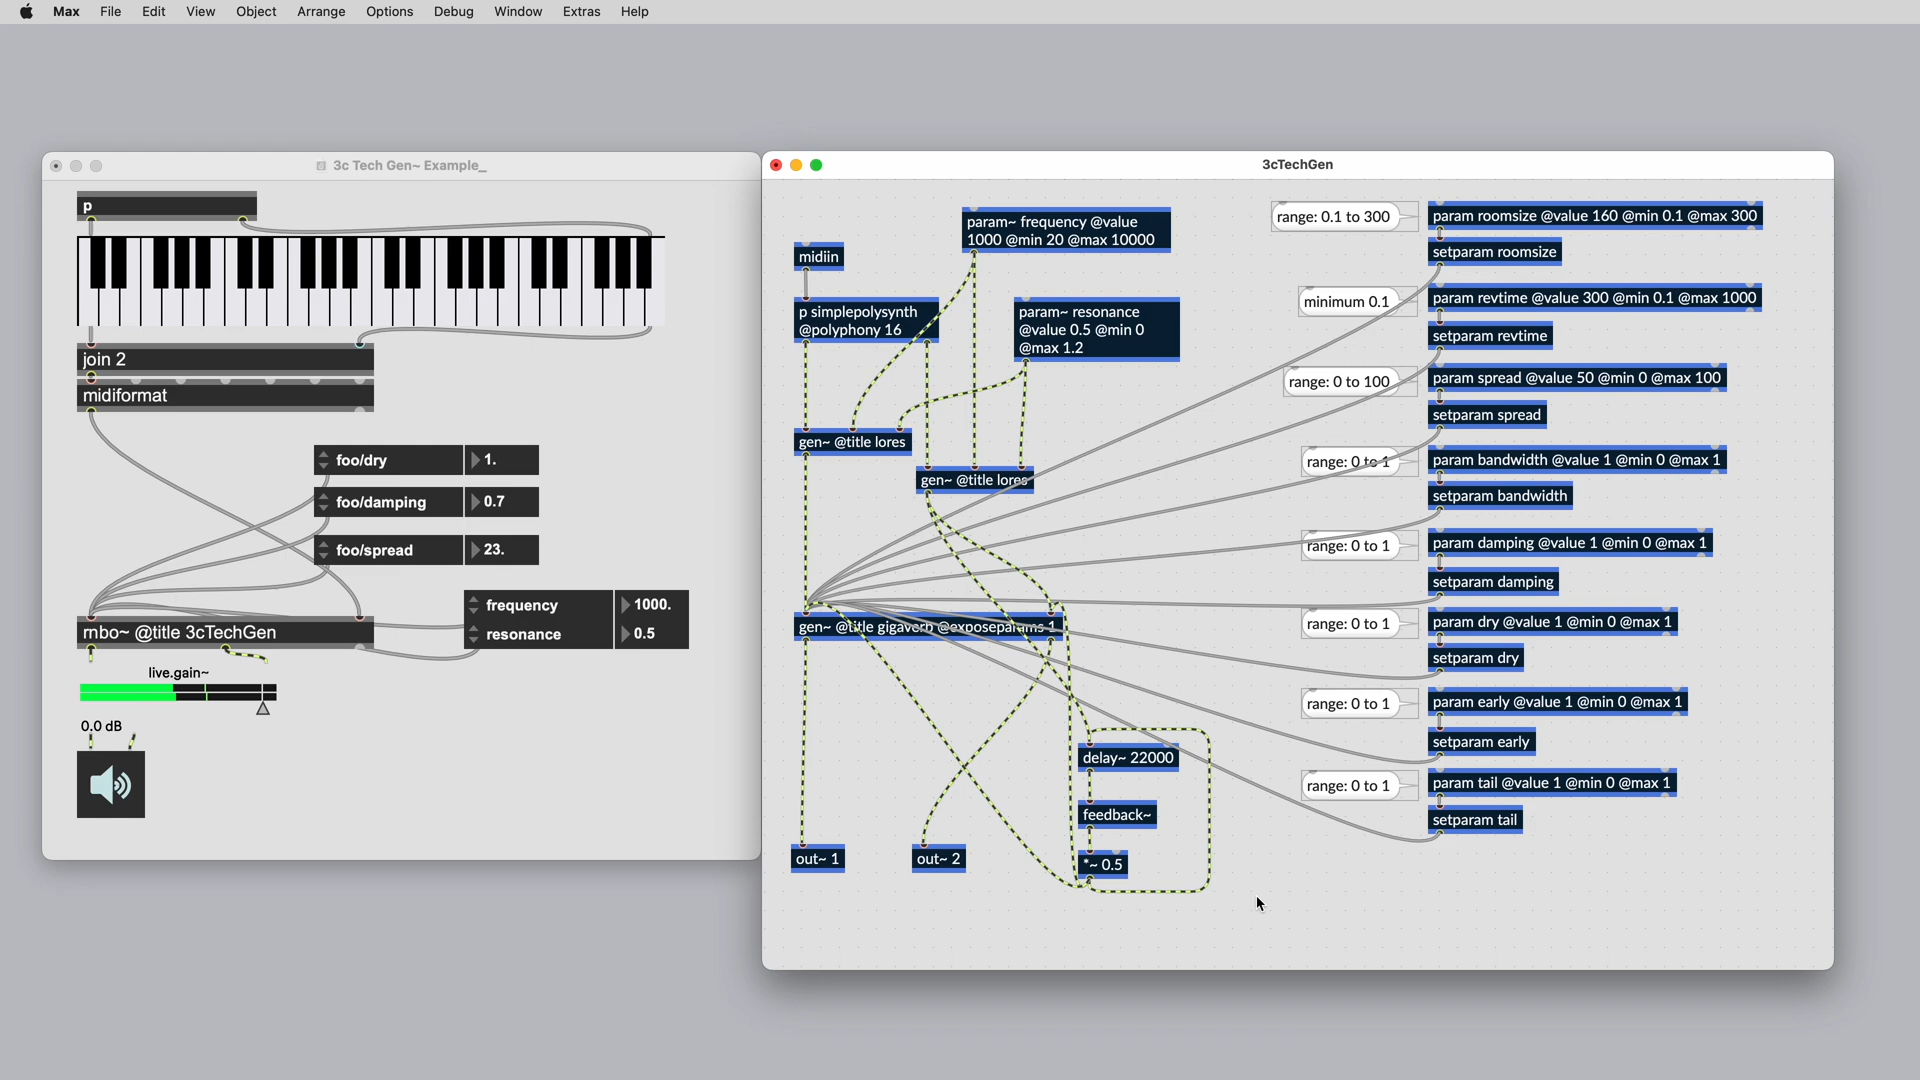 Max File Edit View Object Arrange Options Debug Window Extras Help
3c Tech Gen~ Example_
p
join 2
midiformat
foo/dry 1.
foo/damping 0.7
foo/spread 23.
frequency 1000.
resonance 0.5
rnbo~ @title 3cTechGen
live.gain~
0.0 dB
3cTechGen
midiin
param~ frequency @value
1000 @min 20 @max 10000
p simplepolysynth
@polyphony 16
param~ resonance
@value 0.5 @min 0
@max 1.2
gen~ @title lores
gen~ @title lores
gen~ @title gigaverb @exposeparams 1
delay~ 22000
feedback~
*~ 0.5
out~ 1
out~ 2
range: 0.1 to 300
param roomsize @value 160 @min 0.1 @max 300
setparam roomsize
minimum 0.1
param revtime @value 300 @min 0.1 @max 1000
setparam revtime
range: 0 to 100
param spread @value 50 @min 0 @max 100
setparam spread
range: 0 to 1
param bandwidth @value 1 @min 0 @max 1
setparam bandwidth
range: 0 to 1
param damping @value 1 @min 0 @max 1
setparam damping
range: 0 to 1
param dry @value 1 @min 0 @max 1
setparam dry
range: 0 to 1
param early @value 1 @min 0 @max 1
setparam early
range: 0 to 1
param tail @value 1 @min 0 @max 1
setparam tail